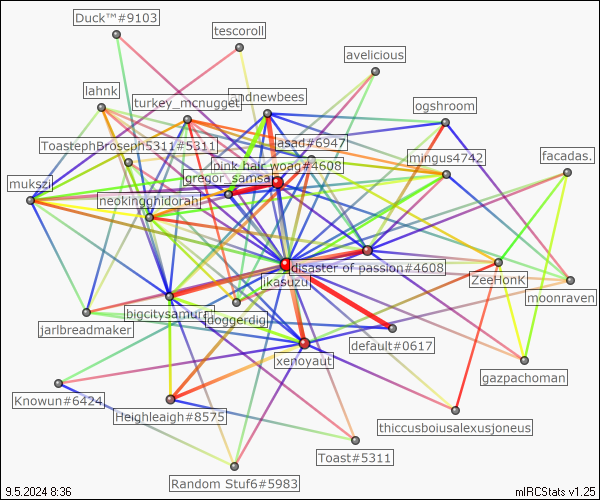 Duck™#9103
tescoroll
avelicious
lahnk
turkey_mcnugget
andnewbees
ogshroom
ToastephBroseph5311#5311
asad#6947
mingus4742
facadas.
pink hair woag#4608
gregor_samsa
mukszi
neokingghidorah
disaster of passion#4608
ikasuzu
ZeeHonK
moonraven
bigcitysamurai
doggerdig
jarlbreadmaker
default#0617
xenoyaut
gazpachoman
Knowun#6424
Heighleaigh#8575
thiccusboiusalexusjoneus
Toast#5311
Random Stuf6#5983
9.5.2024 8:36
mIRCStats v1.25